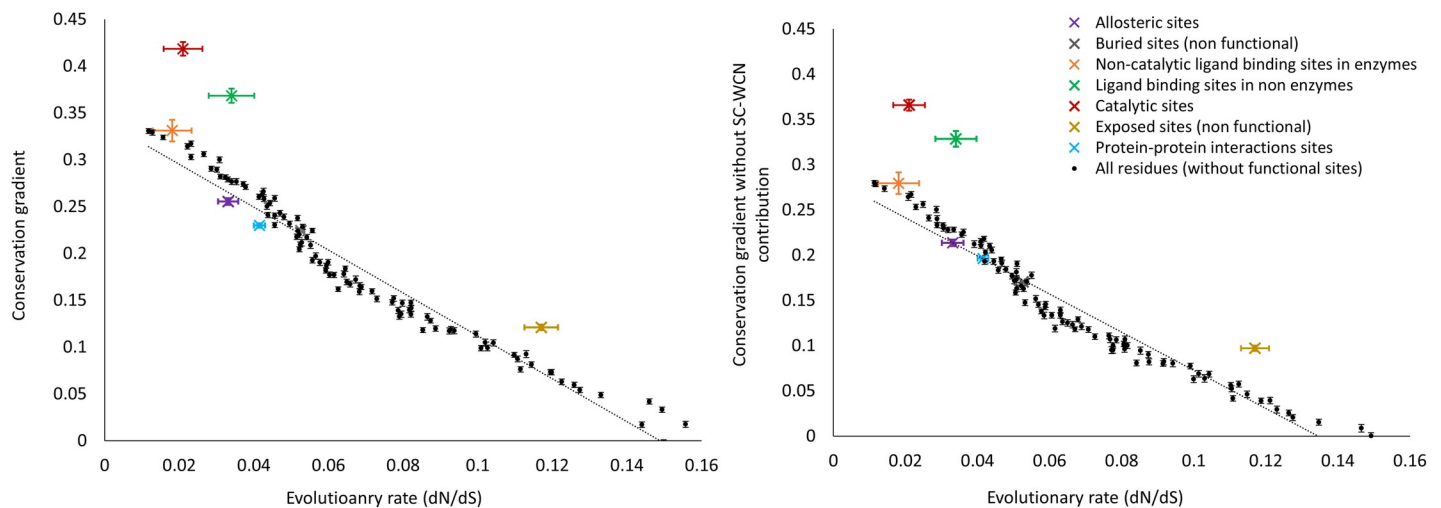 Conservation gradient
0.45
0.4
0.35
0.3
0.25
0.2
0.15
0.1
0.05
0
0 0.02 0.04 0.06 0.08 0.1 0.12 0.14 0.16
Evolutioanry rate (dN/dS)
Conservation gradient without SC-WCN
contribution
0.45
0.4
0.35
0.3
0.25
0.2
0.15
0.1
0.05
0
0 0.02 0.04 0.06 0.08 0.1 0.12 0.14 0.16
Evolutionary rate (dN/dS)
Allosteric sites
Buried sites (non functional)
Non-catalytic ligand binding sites in enzymes
Ligand binding sites in non enzymes
Catalytic sites
Exposed sites (non functional)
Protein-protein interactions sites
All residues (without functional sites)